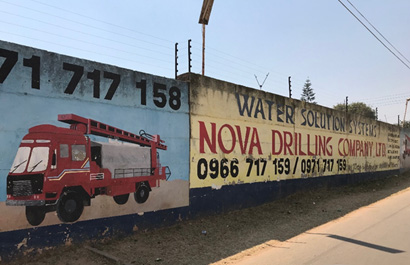 71 717 158
WATER SOLUTION SYSTEMS
NOVA DRILLING COMPANY LTD
0966 717 159 / 0971 717 159